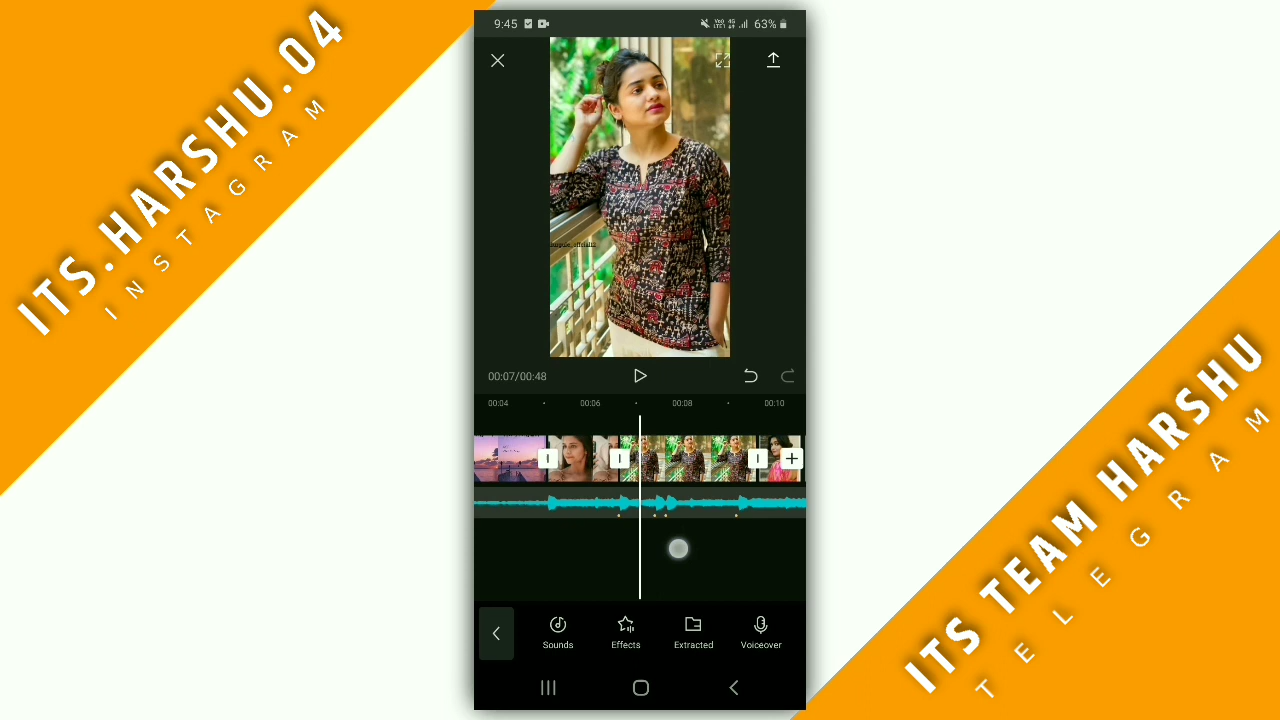 ITS.HARSHU.04
INSTAGRAM
9:45
63%
00:07/00:48
00:04
00:06
00:08
00:10
Sounds
Effects
Extracted
Voiceover
ITS TEAM HARSHU
TELEGRAM